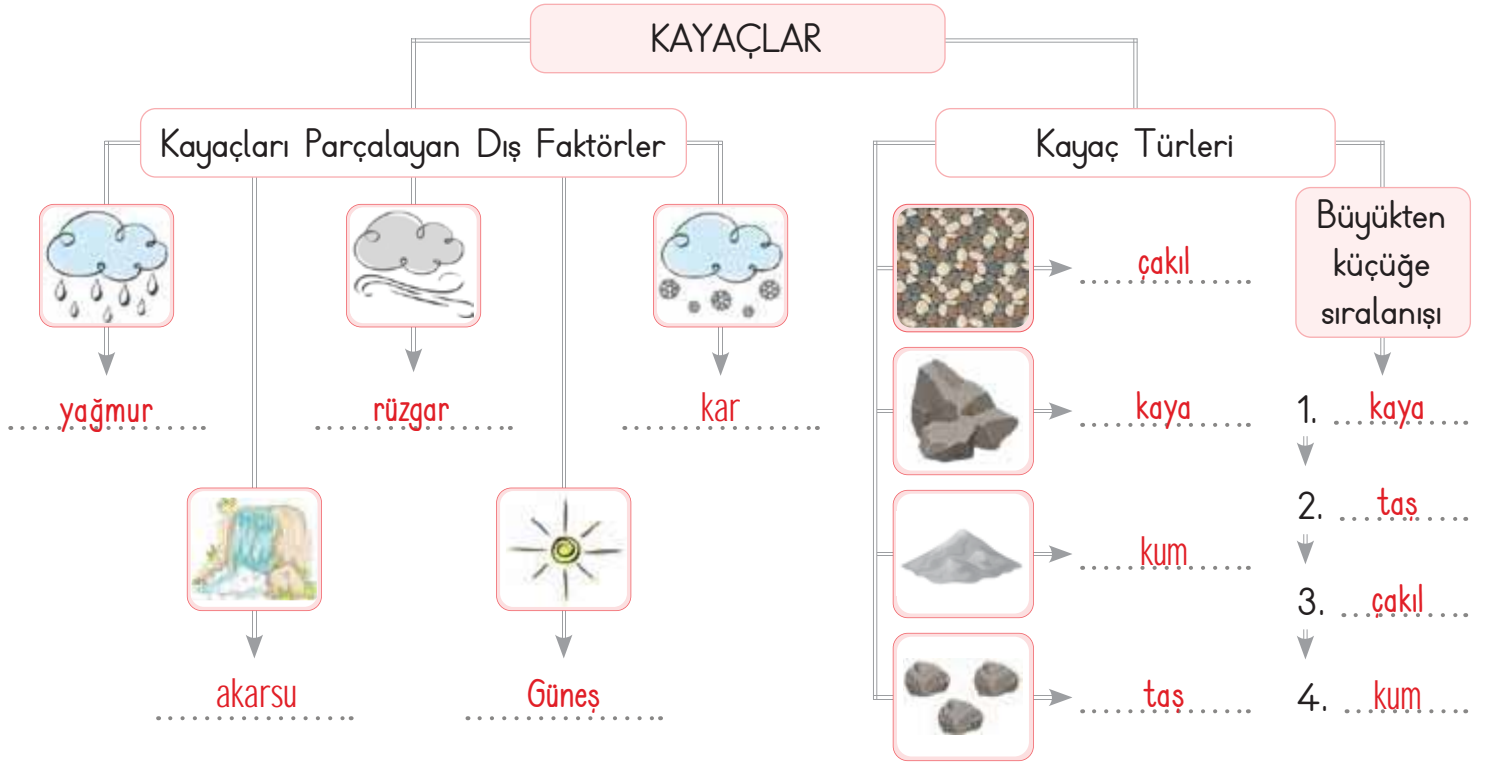 KAYAÇLAR
Kayaçları Parçalayan Dış Faktörler
yağmur
rüzgar
kar
akarsu
Güneş
Kayaç Türleri
çakıl
kaya
kum
taş
Büyükten
küçüğe
sıralanışı
1. kaya
2. taş
3. çakıl
4. kum